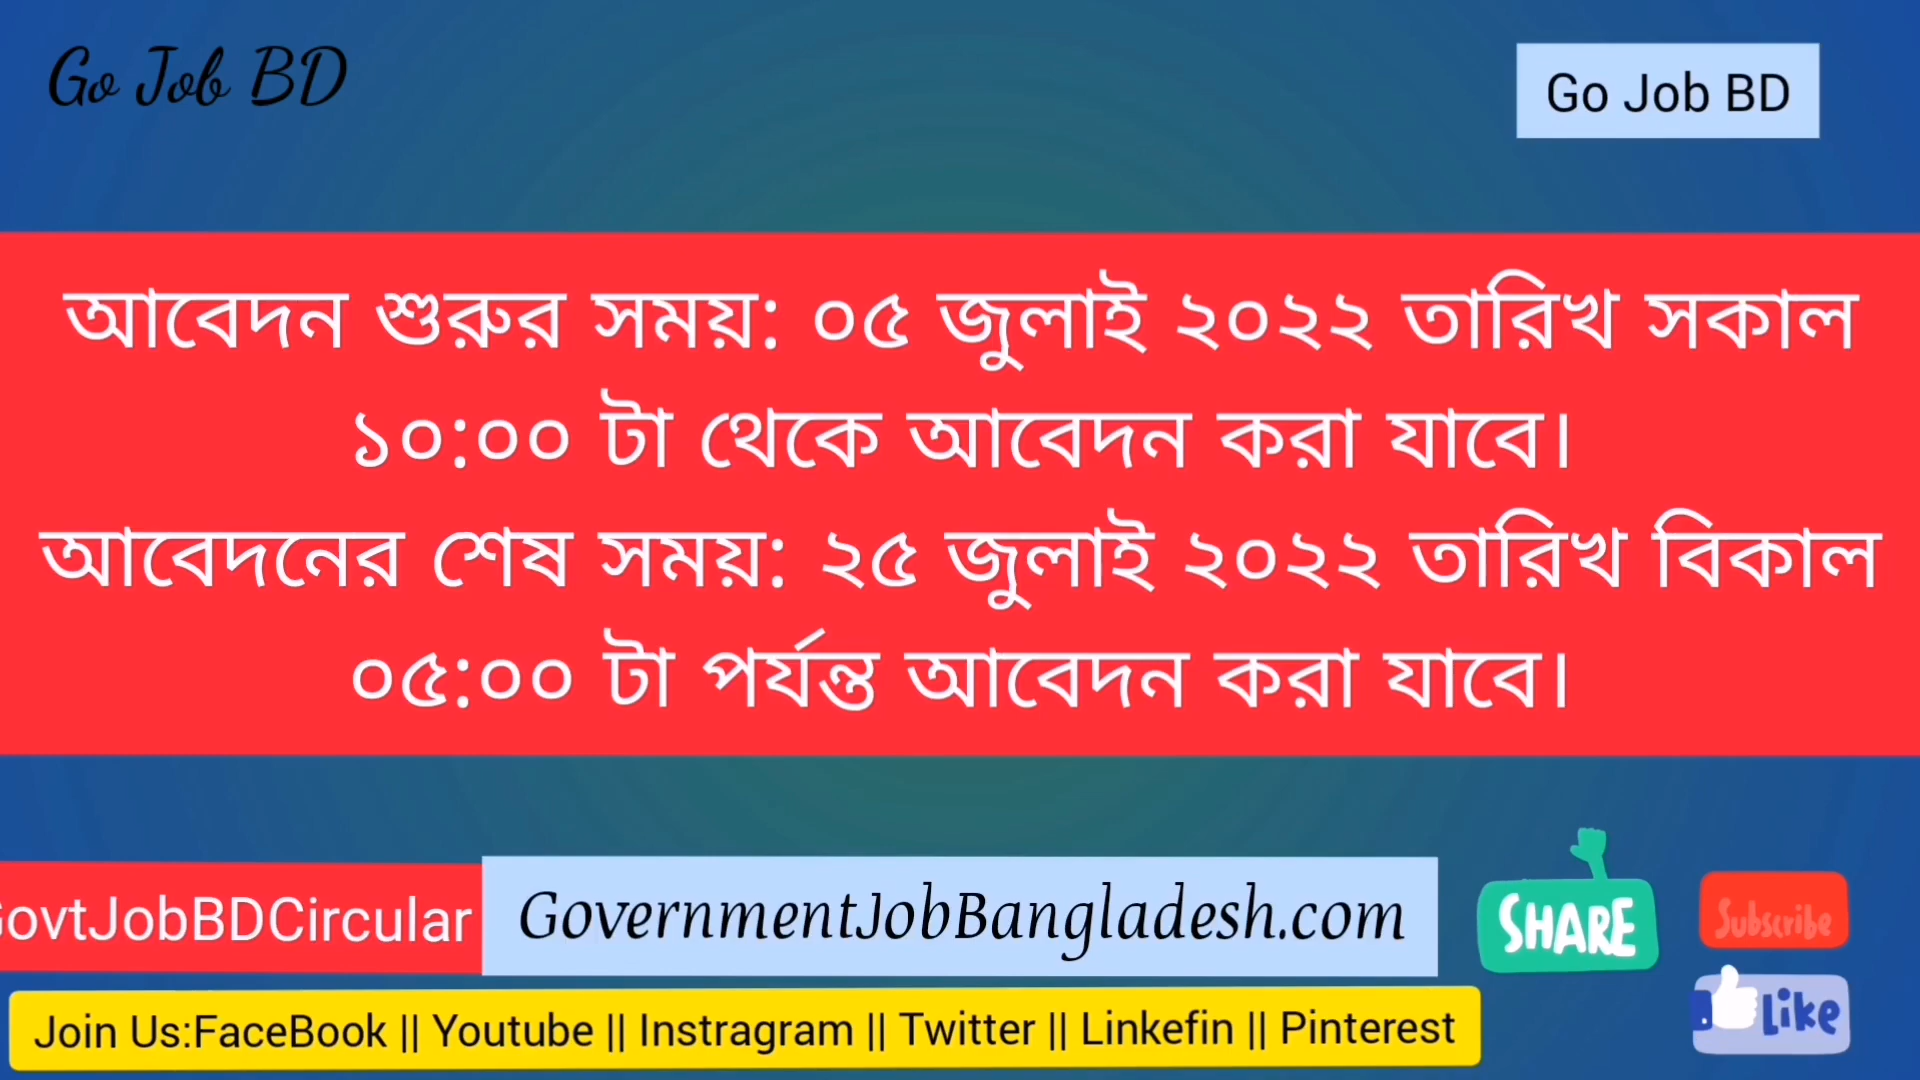 Go Job BD
Go Job BD
আবেদন শুরুর সময়: ০৫ জুলাই ২০২২ তারিখ সকাল
১০:০০ টা থেকে আবেদন করা যাবে।
আবেদনের শেষ সময়: ২৫ জুলাই ২০২২ তারিখ বিকাল
০৫:০০ টা পর্যন্ত আবেদন করা যাবে।
GovtJobBDCircular
GovernmentJobBangladesh.com
SHARE
Subscribe
Like
Join Us:FaceBook || Youtube || Instragram || Twitter || Linkefin || Pinterest